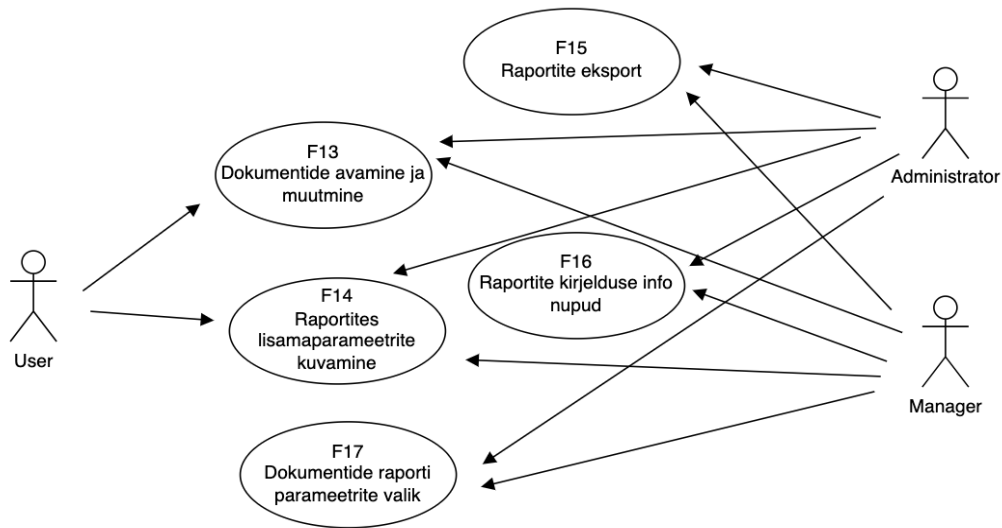 F15
Raportite eksport
F13
Dokumentide avamine ja
muutmine
Administrator
F16
Raportite kirjelduse info
nupud
F14
Raportites
lisamaparameetrite
kuvamine
User
Manager
F17
Dokumentide raporti
parameetrite valik